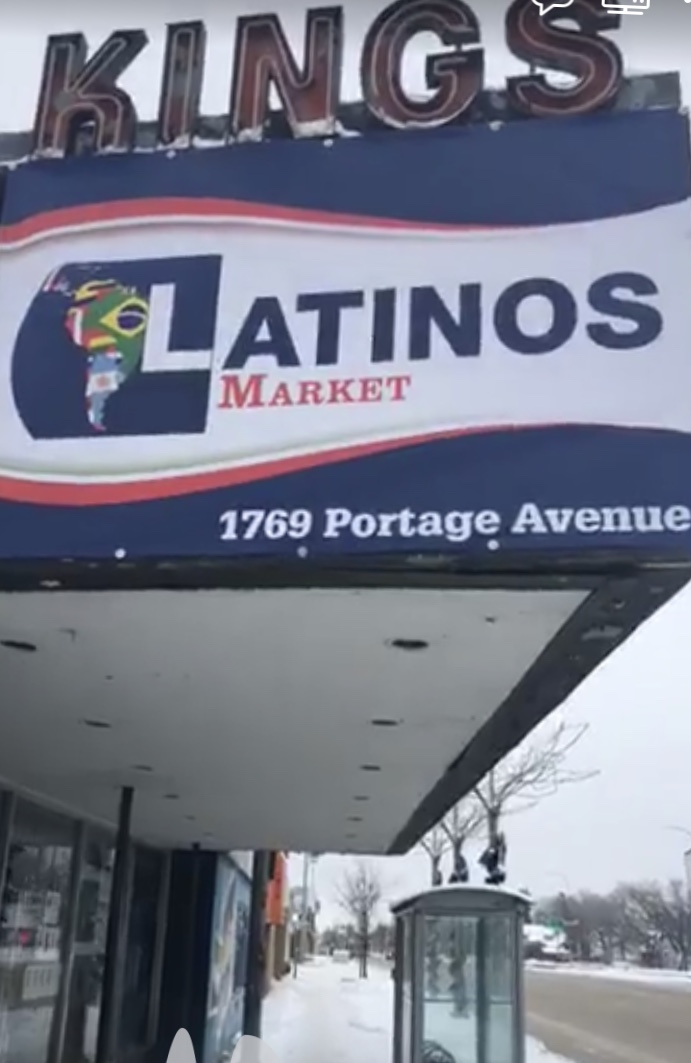 KINGS
LATINOS
MARKET
1769 Portage Avenue